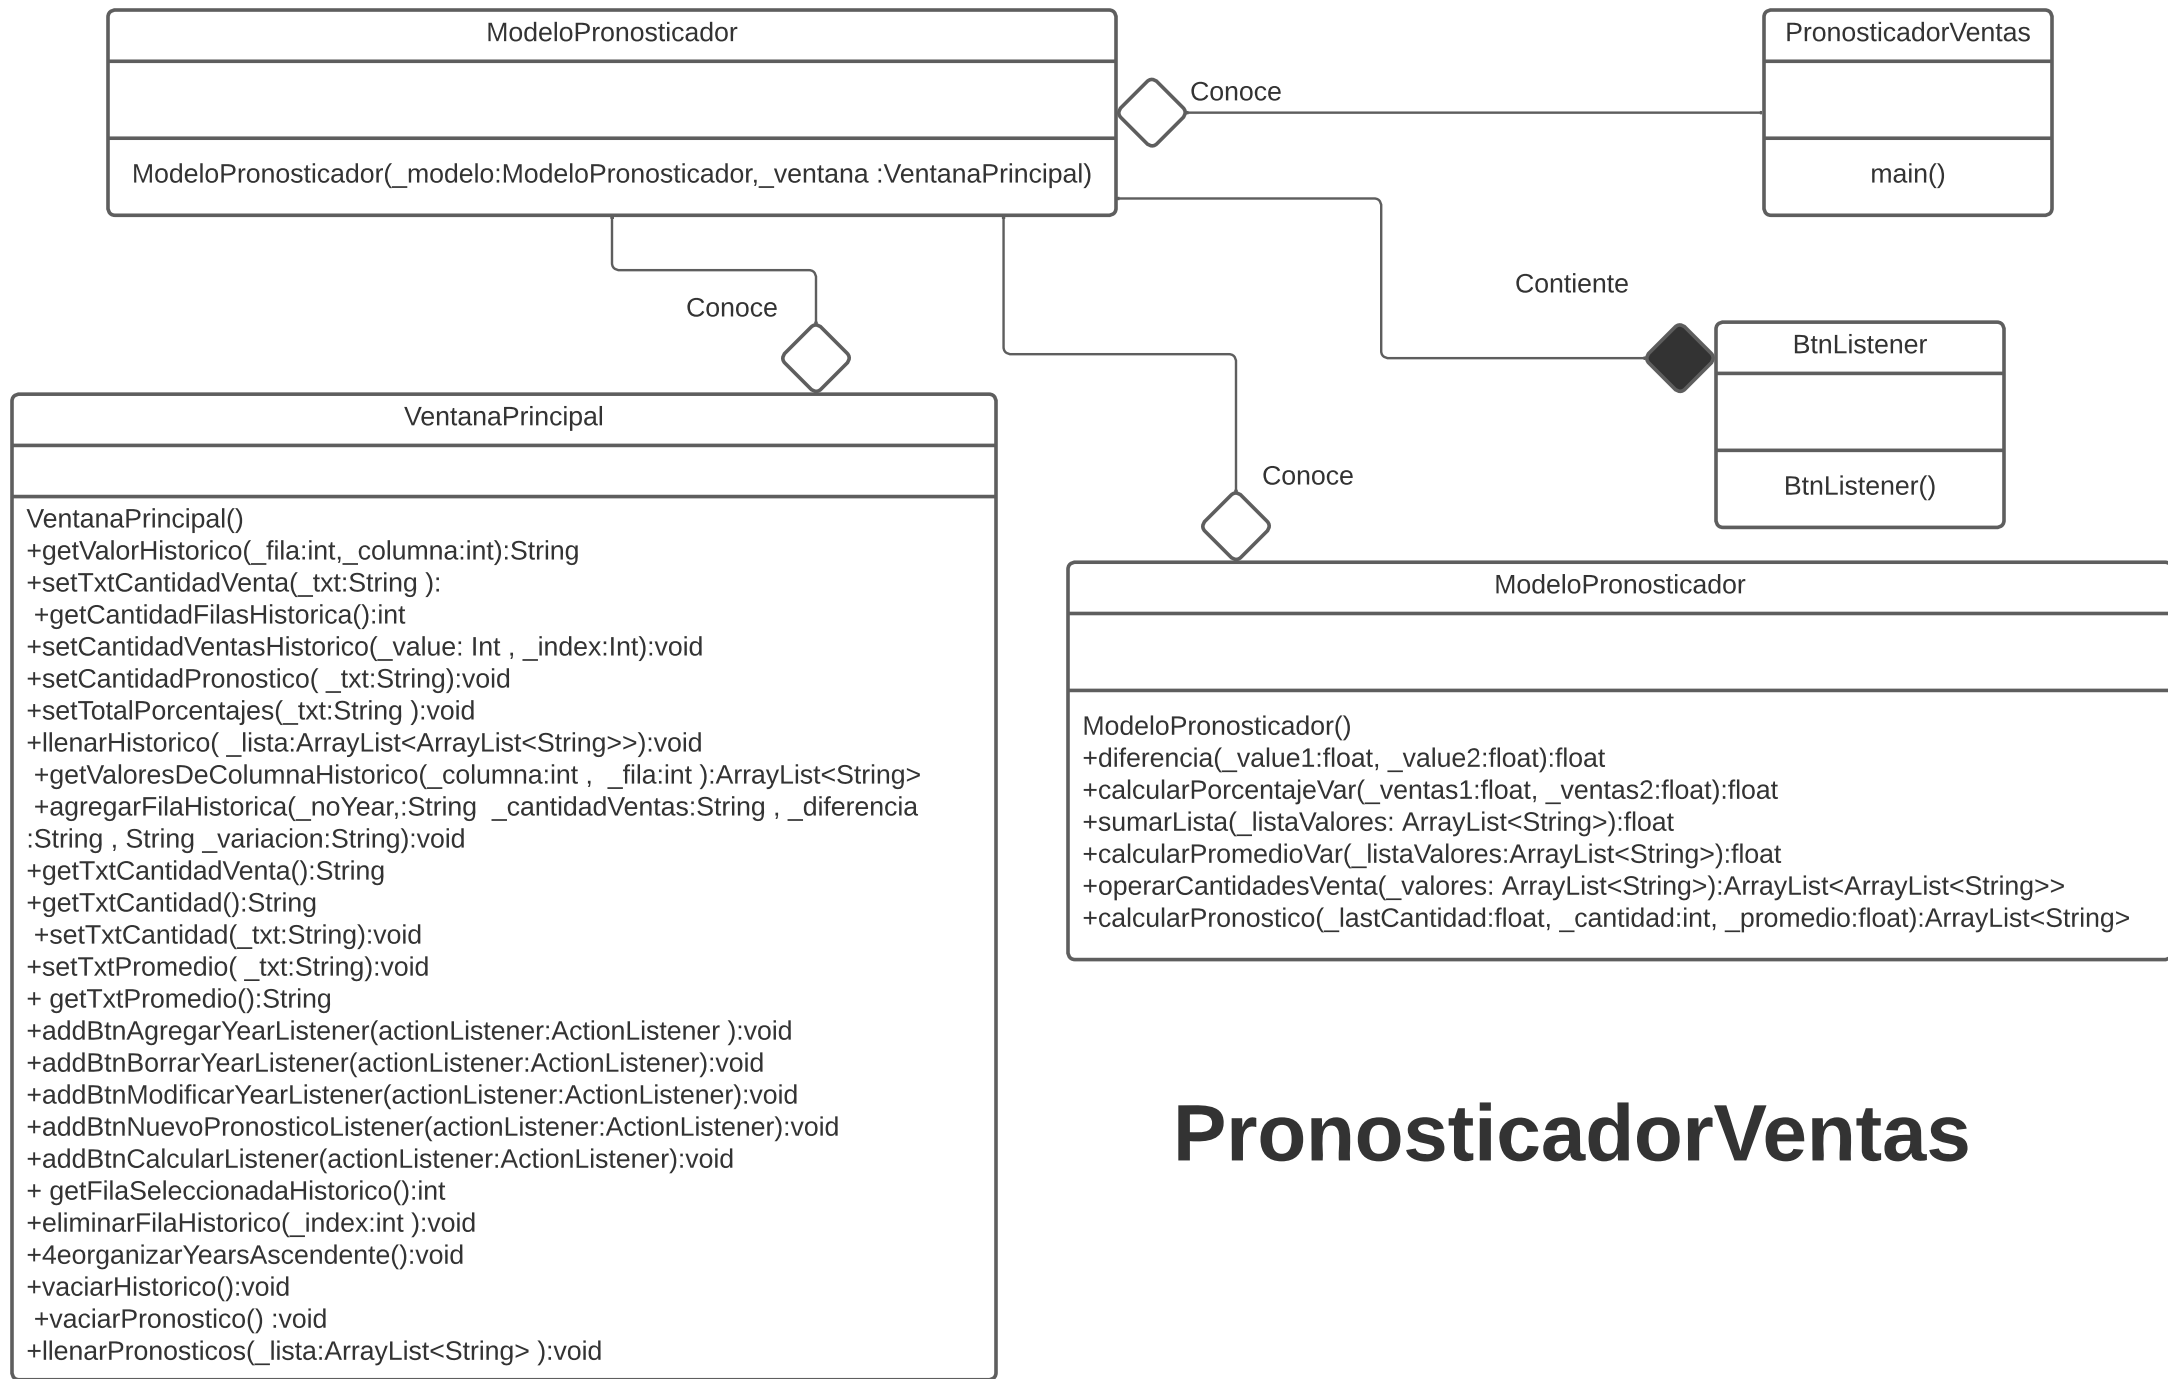 ModeloPronosticador
ModeloPronosticador(_modelo:ModeloPronosticador,_ventana :VentanaPrincipal)
Conoce
PronosticadorVentas
main()
Conoce
Contiente
BtnListener
BtnListener()
Conoce
VentanaPrincipal
VentanaPrincipal()
+getValorHistorico(_fila:int,_columna:int):String
+setTxtCantidadVenta(_txt:String ):
+getCantidadFilasHistorica():int
+setCantidadVentasHistorico(_value: Int , _index:Int):void
+setCantidadPronostico( _txt:String):void
+setTotalPorcentajes(_txt:String ):void
+llenarHistorico( _lista:ArrayList<ArrayList<String>>):void
+getValoresDeColumnaHistorico(_columna:int ,  _fila:int ):ArrayList<String>
+agregarFilaHistorica(_noYear,:String  _cantidadVentas:String , _diferencia
:String , String _variacion:String):void
+getTxtCantidadVenta():String
+getTxtCantidad():String
+setTxtCantidad(_txt:String):void
+setTxtPromedio( _txt:String):void
+ getTxtPromedio():String
+addBtnAgregarYearListener(actionListener:ActionListener ):void
+addBtnBorrarYearListener(actionListener:ActionListener):void
+addBtnModificarYearListener(actionListener:ActionListener):void
+addBtnNuevoPronosticoListener(actionListener:ActionListener):void
+addBtnCalcularListener(actionListener:ActionListener):void
+ getFilaSeleccionadaHistorico():int
+eliminarFilaHistorico(_index:int ):void
+4eorganizarYearsAscendente():void
+vaciarHistorico():void
+vaciarPronostico() :void
+llenarPronosticos(_lista:ArrayList<String> ):void
ModeloPronosticador
ModeloPronosticador()
+diferencia(_value1:float, _value2:float):float
+calcularPorcentajeVar(_ventas1:float, _ventas2:float):float
+sumarLista(_listaValores: ArrayList<String>):float
+calcularPromedioVar(_listaValores:ArrayList<String>):float
+operarCantidadesVenta(_valores: ArrayList<String>):ArrayList<ArrayList<String>>
+calcularPronostico(_lastCantidad:float, _cantidad:int, _promedio:float):ArrayList<String>
PronosticadorVentas